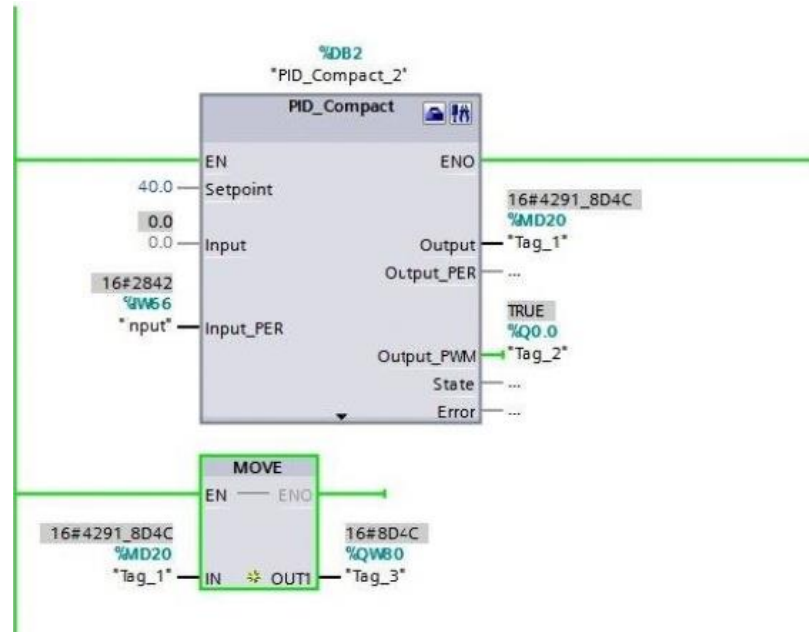 %DB2
"PID_Compact_2"
PID_Compact
EN
ENO
40.0
Setpoint
16#4291_8D4C
0.0
%MD20
0.0
Input
Output
"Tag_1"
Output_PER
...
16#2842
TRUE
%IW66
%Q0.0
"nput"
Input_PER
Output_PWM
"Tag_2"
State
...
Error
...
MOVE
EN
ENO
16#4291_8D4C
16#8D4C
%MD20
%QW80
"Tag_1"
IN
OUT1
"Tag_3"